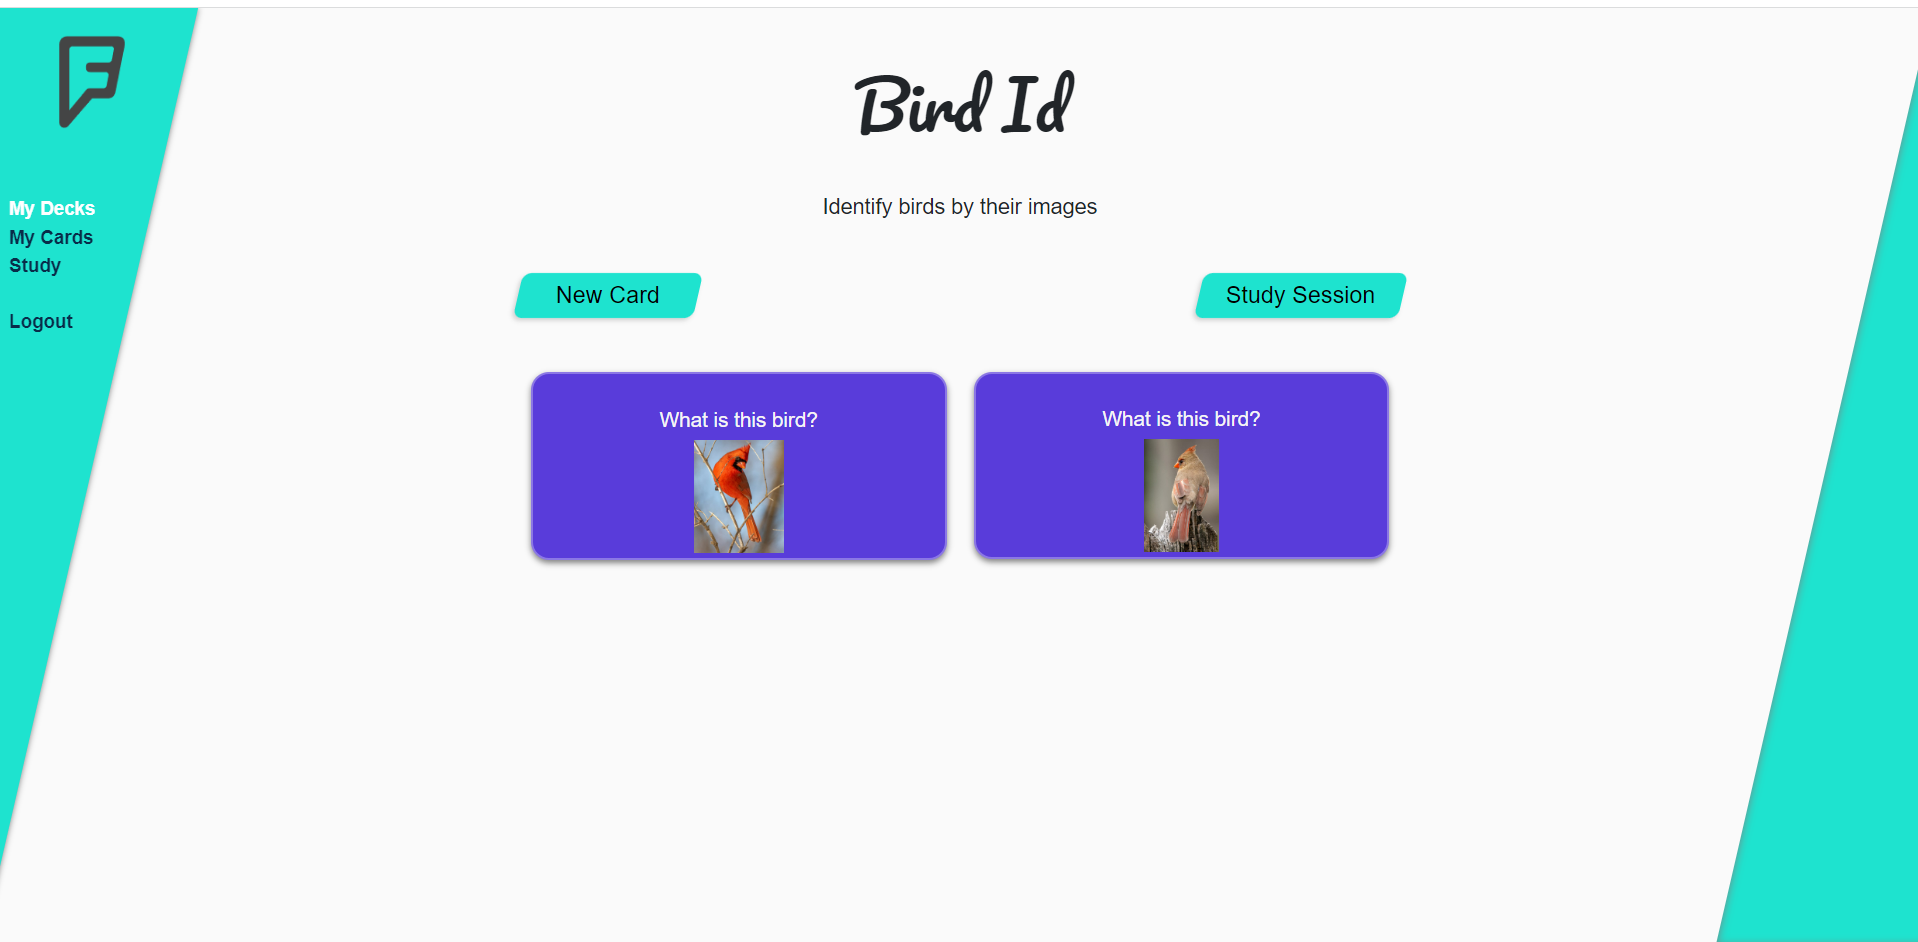 Bird Id
My Decks
My Cards
Study
Logout
Identify birds by their images
New Card
Study Session
What is this bird?
What is this bird?